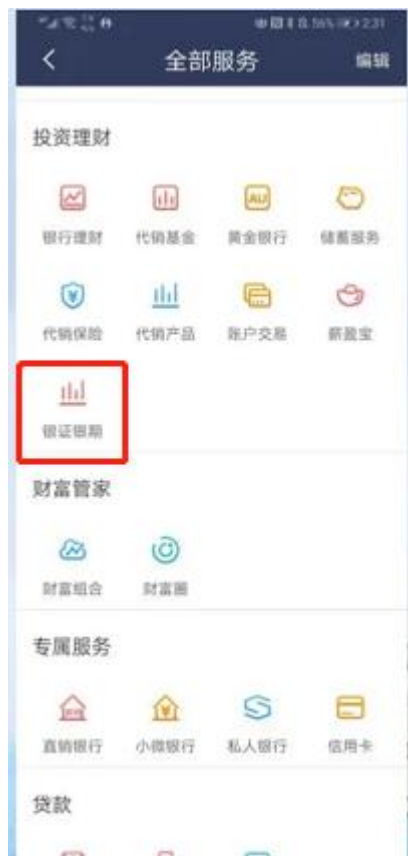 56% 2:31
全部服务 编辑
投资理财
银行理财 代销基金 黄金银行 储蓄服务
代销保险 代销产品 账户交易 薪盈宝
银证银期
财富管家
财富组合 财富圈
专属服务
直销银行 小微银行 私人银行 信用卡
贷款